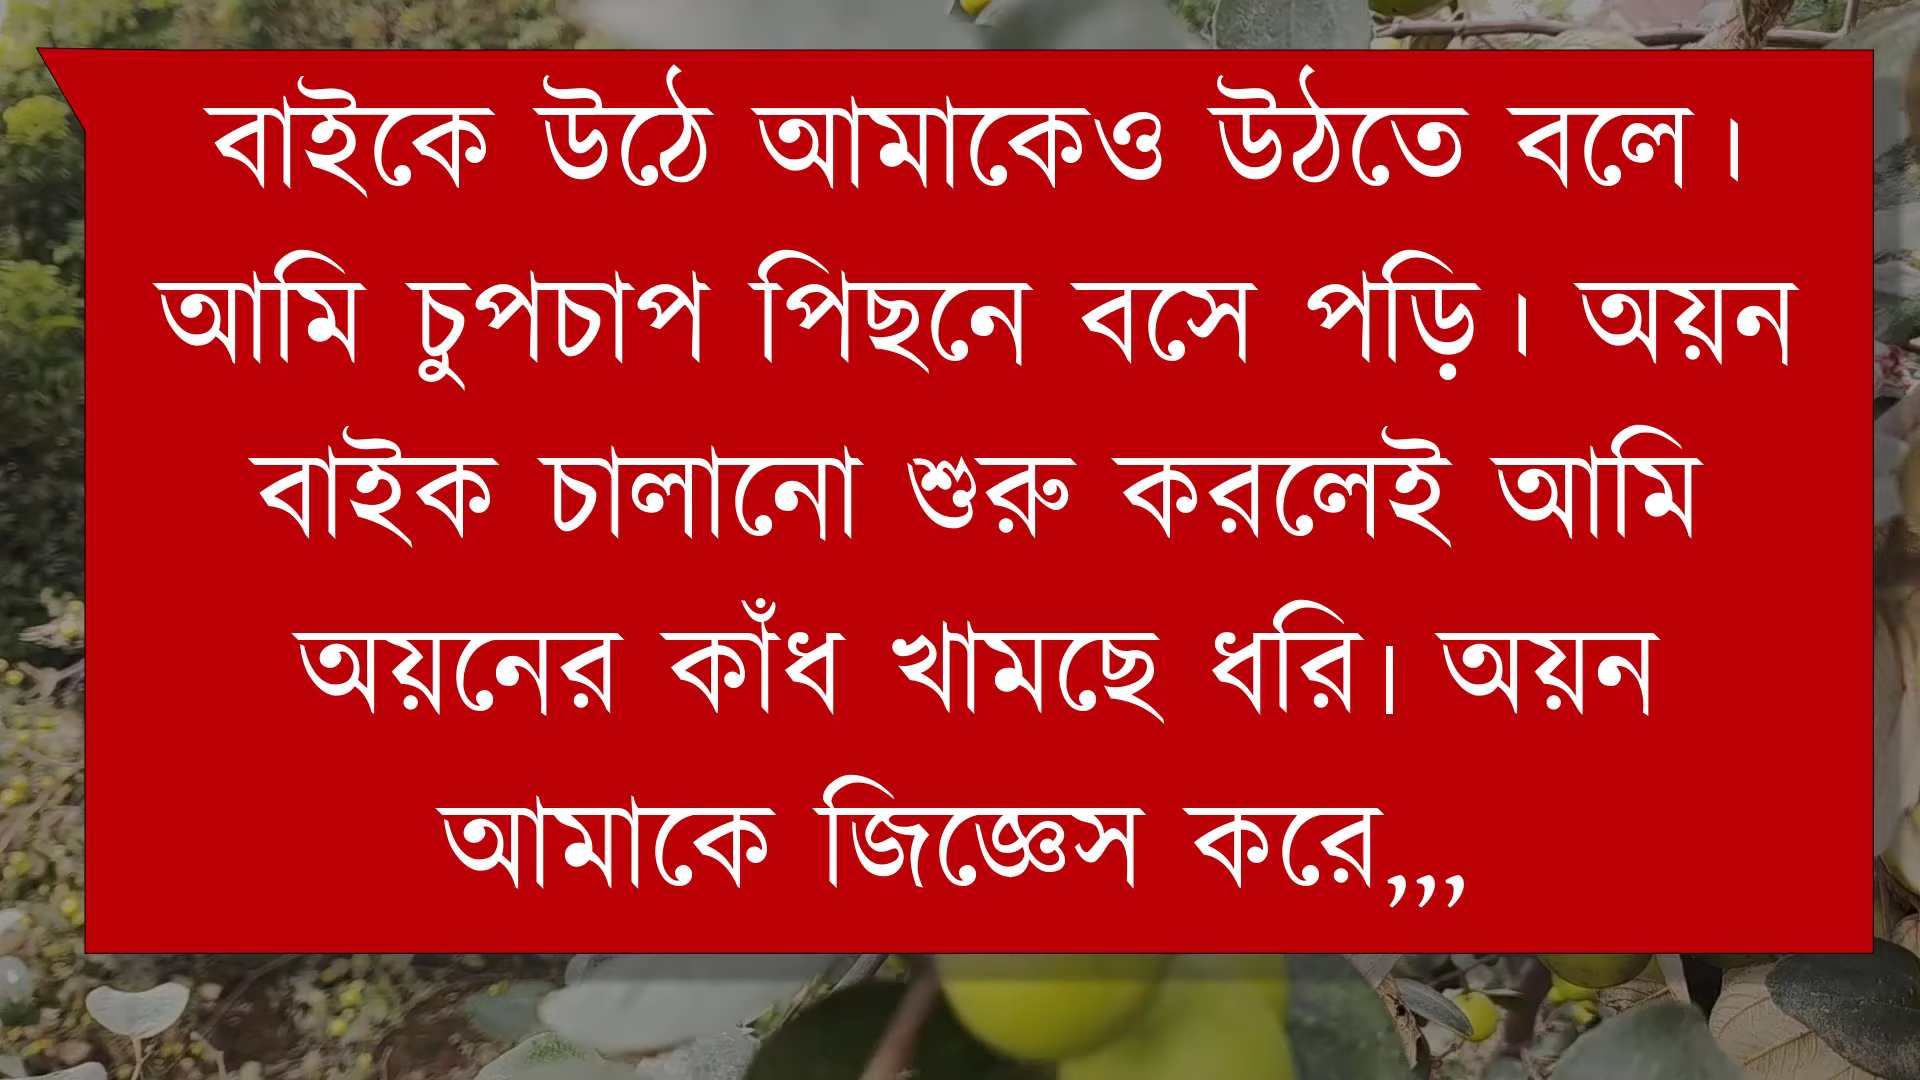 বাইকে উঠে আমাকেও উঠতে বলে।
আমি চুপচাপ পিছনে বসে পড়ি। অয়ন
বাইক চালানো শুরু করলেই আমি
অয়নের কাঁধ খামছে ধরি। অয়ন
আমাকে জিজ্ঞেস করে,,,